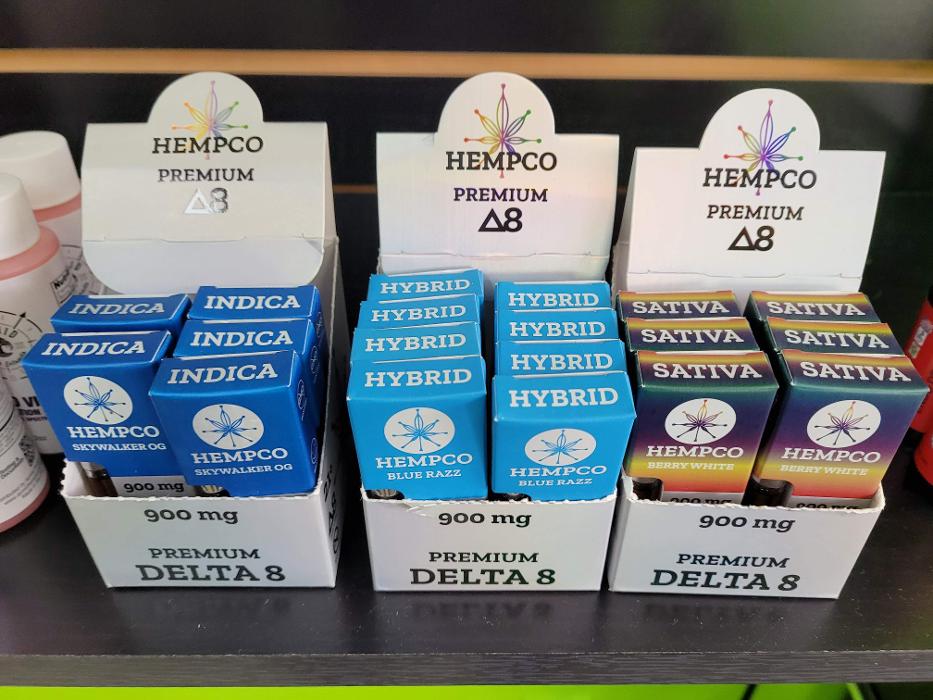 HEMPCO
PREMIUM
Δ8
INDICA
INDICA
INDICA
INDICA
INDICA
HEMPCO
SKYWALKER OG
HEMPCO
SKYWALKER OG
900 mg
900 mg
PREMIUM
DELTA 8
HEMPCO
PREMIUM
Δ8
HYBRID
HYBRID
HYBRID
HYBRID
HYBRID
HYBRID
HYBRID
HYBRID
HEMPCO
BLUE RAZZ
HEMPCO
BLUE RAZZ
900 mg
PREMIUM
DELTA 8
HEMPCO
PREMIUM
Δ8
SATIVA
SATIVA
SATIVA
SATIVA
SATIVA
SATIVA
HEMPCO
BERRY WHITE
HEMPCO
BERRY WHITE
900 mg
PREMIUM
DELTA 8